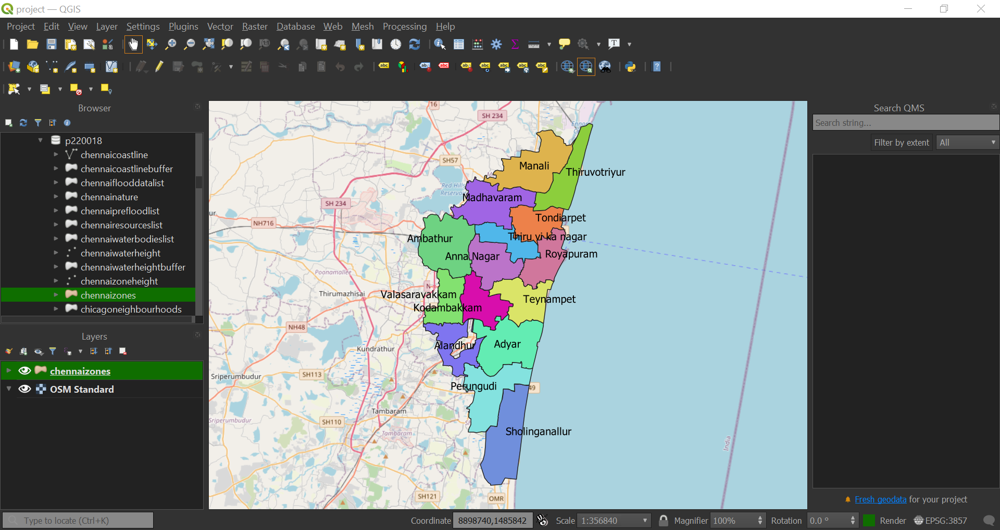 project — QGIS
Project Edit View Layer Settings Plugins Vector Raster Database Web Mesh Processing Help
Browser
p220018
chennaicoastline
chennaicoastlinebuffer
chennaiflooddatalist
chennainature
chennaiprefloodlist
chennairesourceslist
chennaiwaterbodieslist
chennaiwaterheight
chennaiwaterheightbuffer
chennaizoneheight
chennaizones
chicagoneighbourhoods
Layers
chennaizones
OSM Standard
16
SH 234
SH57
Manali
Thiruvotriyur
Red Hills
Reservoir
Madhavaram
SH 234
ur
NH716
Tondiarpet
Ambathur
Thiru vi ka nagar
Anna Nagar
Royapuram
Poonamallee
N
Thirumazhisai
Valasaravakkam
Teynampet
Kodambakkam
NH48
Kundrathur
Alandhur
Adyar
SH113
Sriperumbudur
Perungudi
49
Tambaram
Sriperumbudur
SH110
Tambaram
Sholinganallur
India
SH121
OMR
Search QMS
Search string...
Filter by extent All
Fresh geodata for your project
Type to locate (Ctrl+K)
Coordinate 8898740,1485842 Scale 1:356840 Magnifier 100% Rotation 0.0 ° Render EPSG:3857